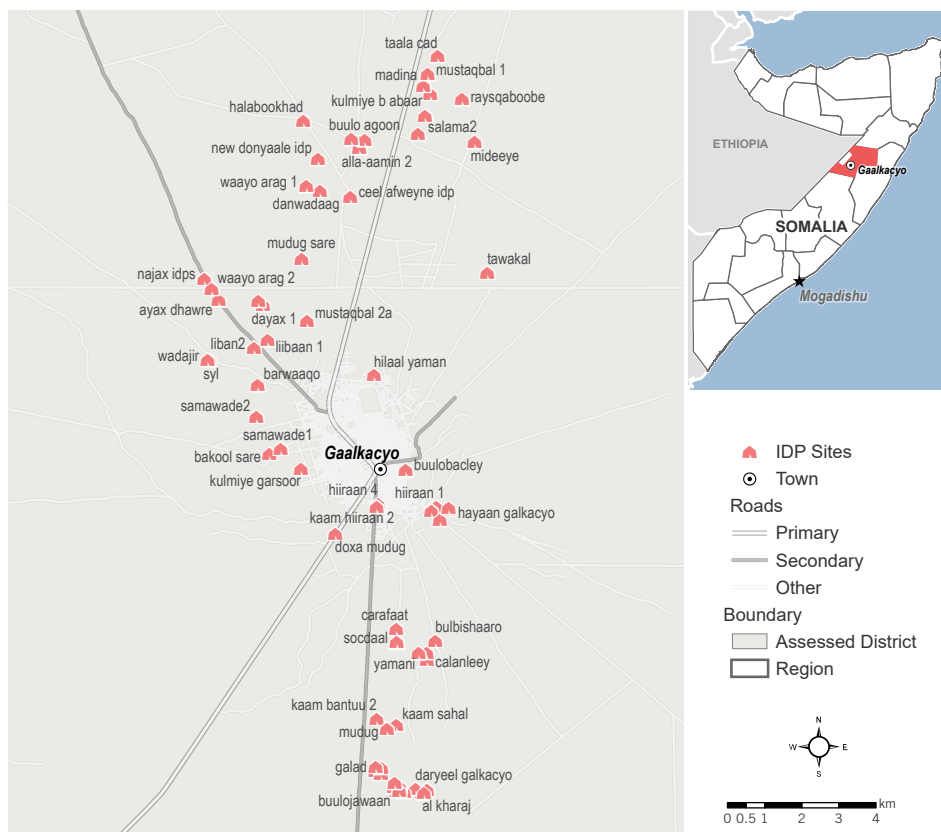 taala cad
mustaqbal 1
madina
kulmiye b abaar
raysqaboobe
halabookhad
buulo agoon
salama2
new donyaale idp
alla-aamin 2
mideeye
waayo arag 1
danwadaag
ceel afweyne idp
mudug sare
tawakal
najax idps
waayo arag 2
ayax dhawre
dayax 1
mustaqbal 2a
liban2
liibaan 1
wadajir
syl
barwaaqo
hilaal yaman
samawade2
samawade1
bakool sare
Gaalkacyo
kulmiye garsoor
buulobacley
hiiraan 4
hiiraan 1
kaam hiiraan 2
hayaan galkacyo
doxa mudug
carafaat
socdaal
bulbishaaro
yamani
calanleey
kaam bantuu 2
kaam sahal
mudug
galad
daryeel galkacyo
buulojawaan
al kharaj
ETHIOPIA
Gaalkacyo
SOMALIA
Mogadishu
IDP Sites
Town
Roads
Primary
Secondary
Other
Boundary
Assessed District
Region
N
W E
S
km
0 0.5 1 2 3 4